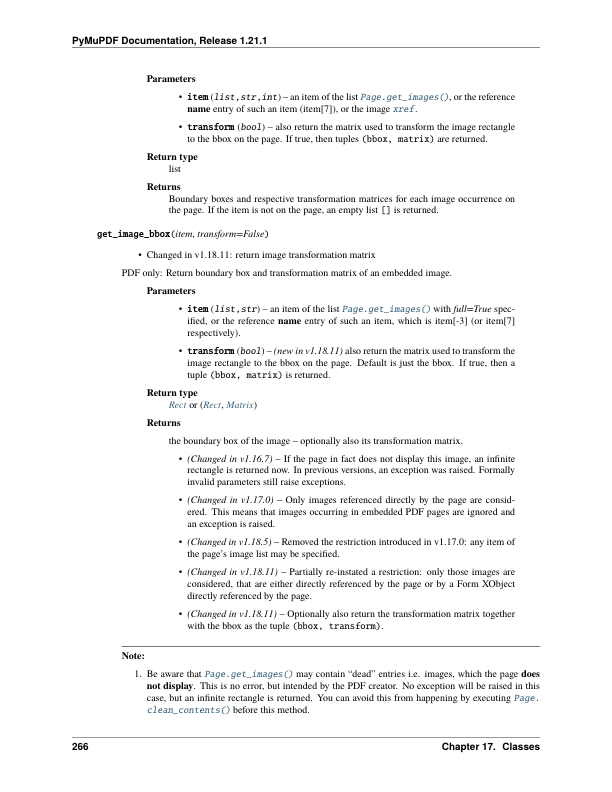 PyMuPDF Documentation, Release 1.21.1
Parameters
• item (list,str,int) – an item of the list Page.get_images(), or the reference
name entry of such an item (item[7]), or the image xref.
• transform (bool) – also return the matrix used to transform the image rectangle
to the bbox on the page. If true, then tuples (bbox, matrix) are returned.
Return type
list
Returns
Boundary boxes and respective transformation matrices for each image occurrence on
the page. If the item is not on the page, an empty list [] is returned.
get_image_bbox(item, transform=False)
• Changed in v1.18.11: return image transformation matrix
PDF only: Return boundary box and transformation matrix of an embedded image.
Parameters
• item (list,str) – an item of the list Page.get_images() with full=True spec-
ified, or the reference name entry of such an item, which is item[-3] (or item[7]
respectively).
• transform (bool) – (new in v1.18.11) also return the matrix used to transform the
image rectangle to the bbox on the page. Default is just the bbox. If true, then a
tuple (bbox, matrix) is returned.
Return type
Rect or (Rect, Matrix)
Returns
the boundary box of the image – optionally also its transformation matrix.
• (Changed in v1.16.7) – If the page in fact does not display this image, an infinite
rectangle is returned now. In previous versions, an exception was raised. Formally
invalid parameters still raise exceptions.
• (Changed in v1.17.0) – Only images referenced directly by the page are consid-
ered. This means that images occurring in embedded PDF pages are ignored and
an exception is raised.
• (Changed in v1.18.5) – Removed the restriction introduced in v1.17.0: any item of
the page's image list may be specified.
• (Changed in v1.18.11) – Partially re-instated a restriction: only those images are
considered, that are either directly referenced by the page or by a Form XObject
directly referenced by the page.
• (Changed in v1.18.11) – Optionally also return the transformation matrix together
with the bbox as the tuple (bbox, transform).
Note:
1. Be aware that Page.get_images() may contain “dead” entries i.e. images, which the page does
not display. This is no error, but intended by the PDF creator. No exception will be raised in this
case, but an infinite rectangle is returned. You can avoid this from happening by executing Page.
clean_contents() before this method.
266
Chapter 17. Classes